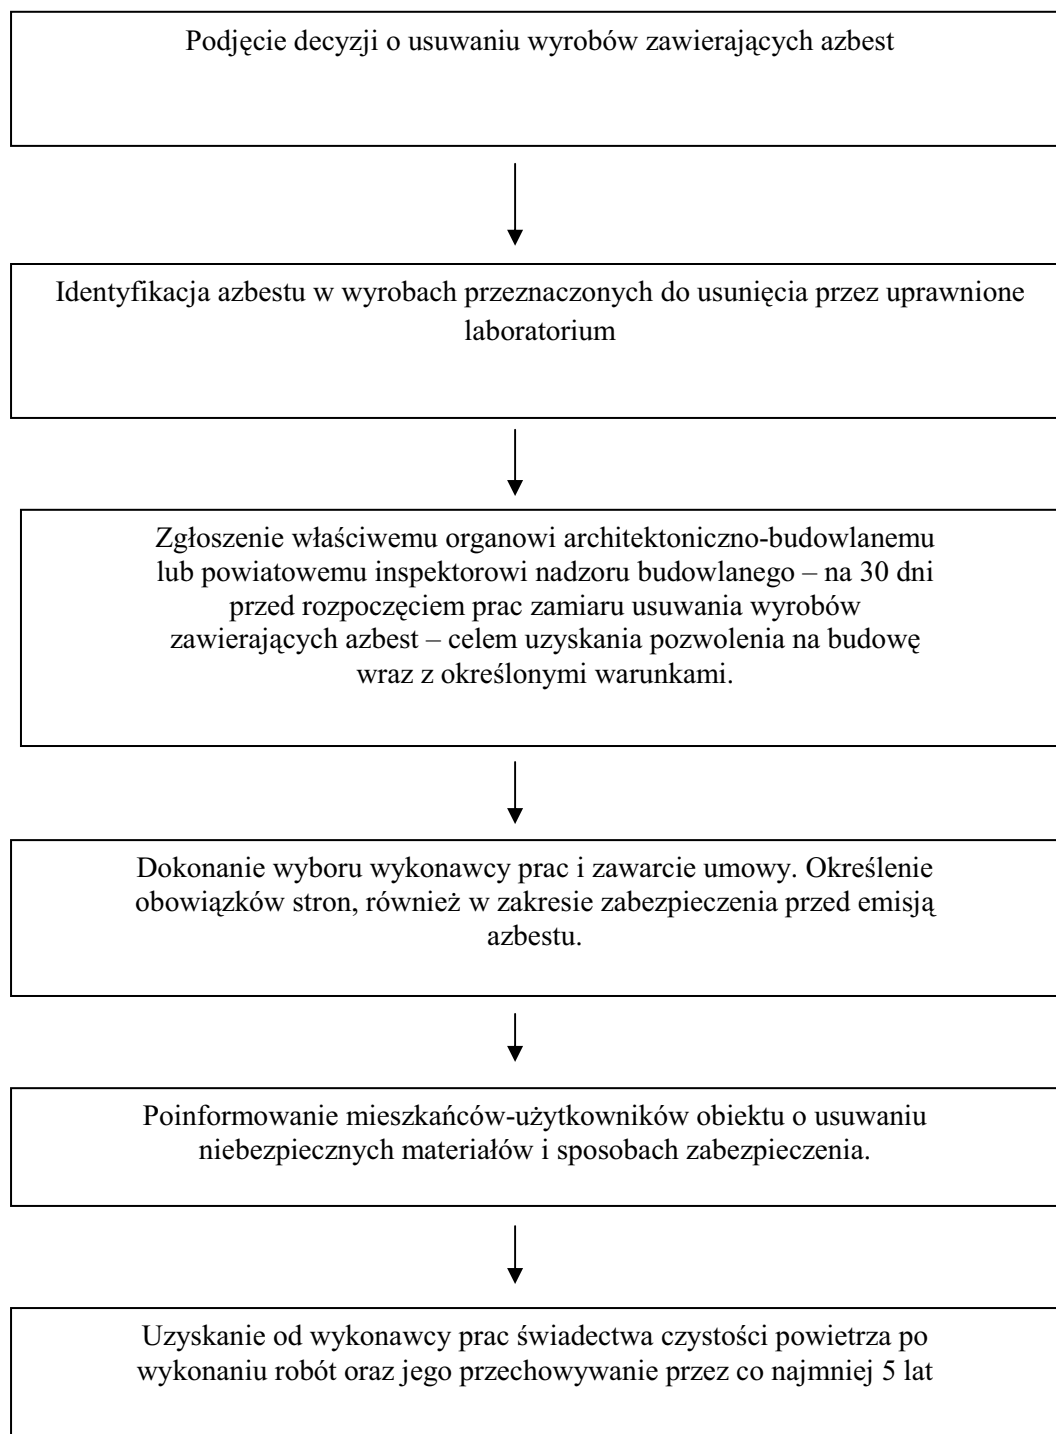 Podjęcie decyzji o usuwaniu wyrobów zawierających azbest
Identyfikacja azbestu w wyrobach przeznaczonych do usunięcia przez uprawnione
laboratorium
Zgłoszenie właściwemu organowi architektoniczno-budowlanemu
lub powiatowemu inspektorowi nadzoru budowlanego – na 30 dni
przed rozpoczęciem prac zamiaru usuwania wyrobów
zawierających azbest – celem uzyskania pozwolenia na budowę
wraz z określonymi warunkami.
Dokonanie wyboru wykonawcy prac i zawarcie umowy. Określenie
obowiązków stron, również w zakresie zabezpieczenia przed emisją
azbestu.
Poinformowanie mieszkańców-użytkowników obiektu o usuwaniu
niebezpiecznych materiałów i sposobach zabezpieczenia.
Uzyskanie od wykonawcy prac świadectwa czystości powietrza po
wykonaniu robót oraz jego przechowywanie przez co najmniej 5 lat